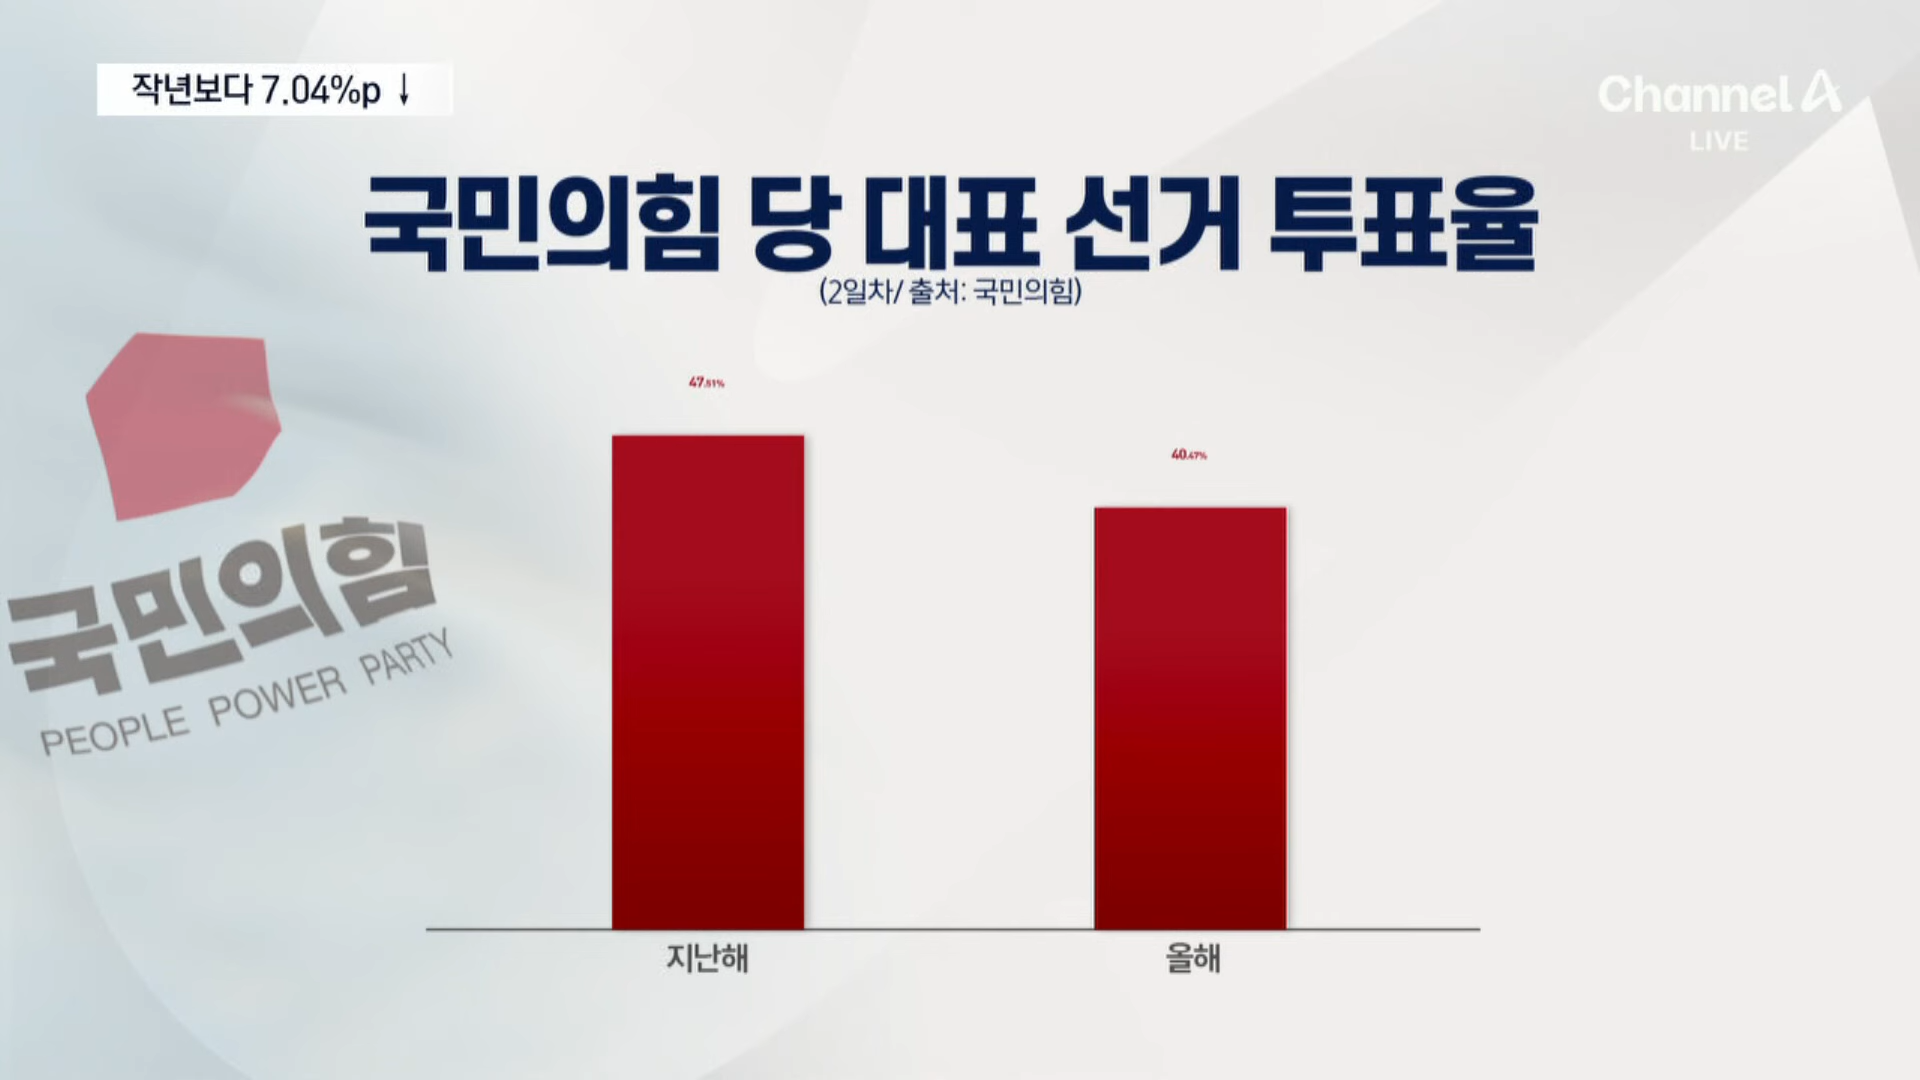 작년보다 7.04%p ↓
Channel A
LIVE
국민의힘 당 대표 선거 투표율
(2일차/ 출처: 국민의힘)
47.51%
40.47%
국민의힘
PEOPLE POWER PARTY
지난해
올해